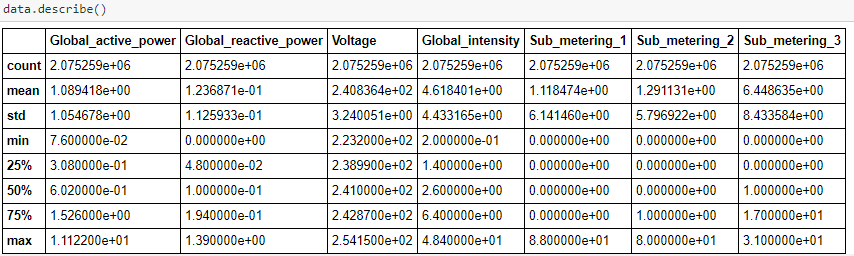 data.describe()
Global_active_power Global_reactive_power Voltage Global_intensity Sub_metering_1 Sub_metering_2 Sub_metering_3
count 2.075259e+06 2.075259e+06 2.075259e+06 2.075259e+06 2.075259e+06 2.075259e+06 2.075259e+06
mean 1.089418e+00 1.236871e-01 2.408364e+02 4.618401e+00 1.118474e+00 1.291131e+00 6.448635e+00
std 1.054678e+00 1.125933e-01 3.240051e+00 4.433165e+00 6.141460e+00 5.796922e+00 8.433584e+00
min 7.600000e-02 0.000000e+00 2.232000e+02 2.000000e-01 0.000000e+00 0.000000e+00 0.000000e+00
25% 3.080000e-01 4.800000e-02 2.389900e+02 1.400000e+00 0.000000e+00 0.000000e+00 0.000000e+00
50% 6.020000e-01 1.000000e-01 2.410000e+02 2.600000e+00 0.000000e+00 0.000000e+00 1.000000e+00
75% 1.526000e+00 1.940000e-01 2.428700e+02 6.400000e+00 0.000000e+00 1.000000e+00 1.700000e+01
max 1.112200e+01 1.390000e+00 2.541500e+02 4.840000e+01 8.800000e+01 8.000000e+01 3.100000e+01